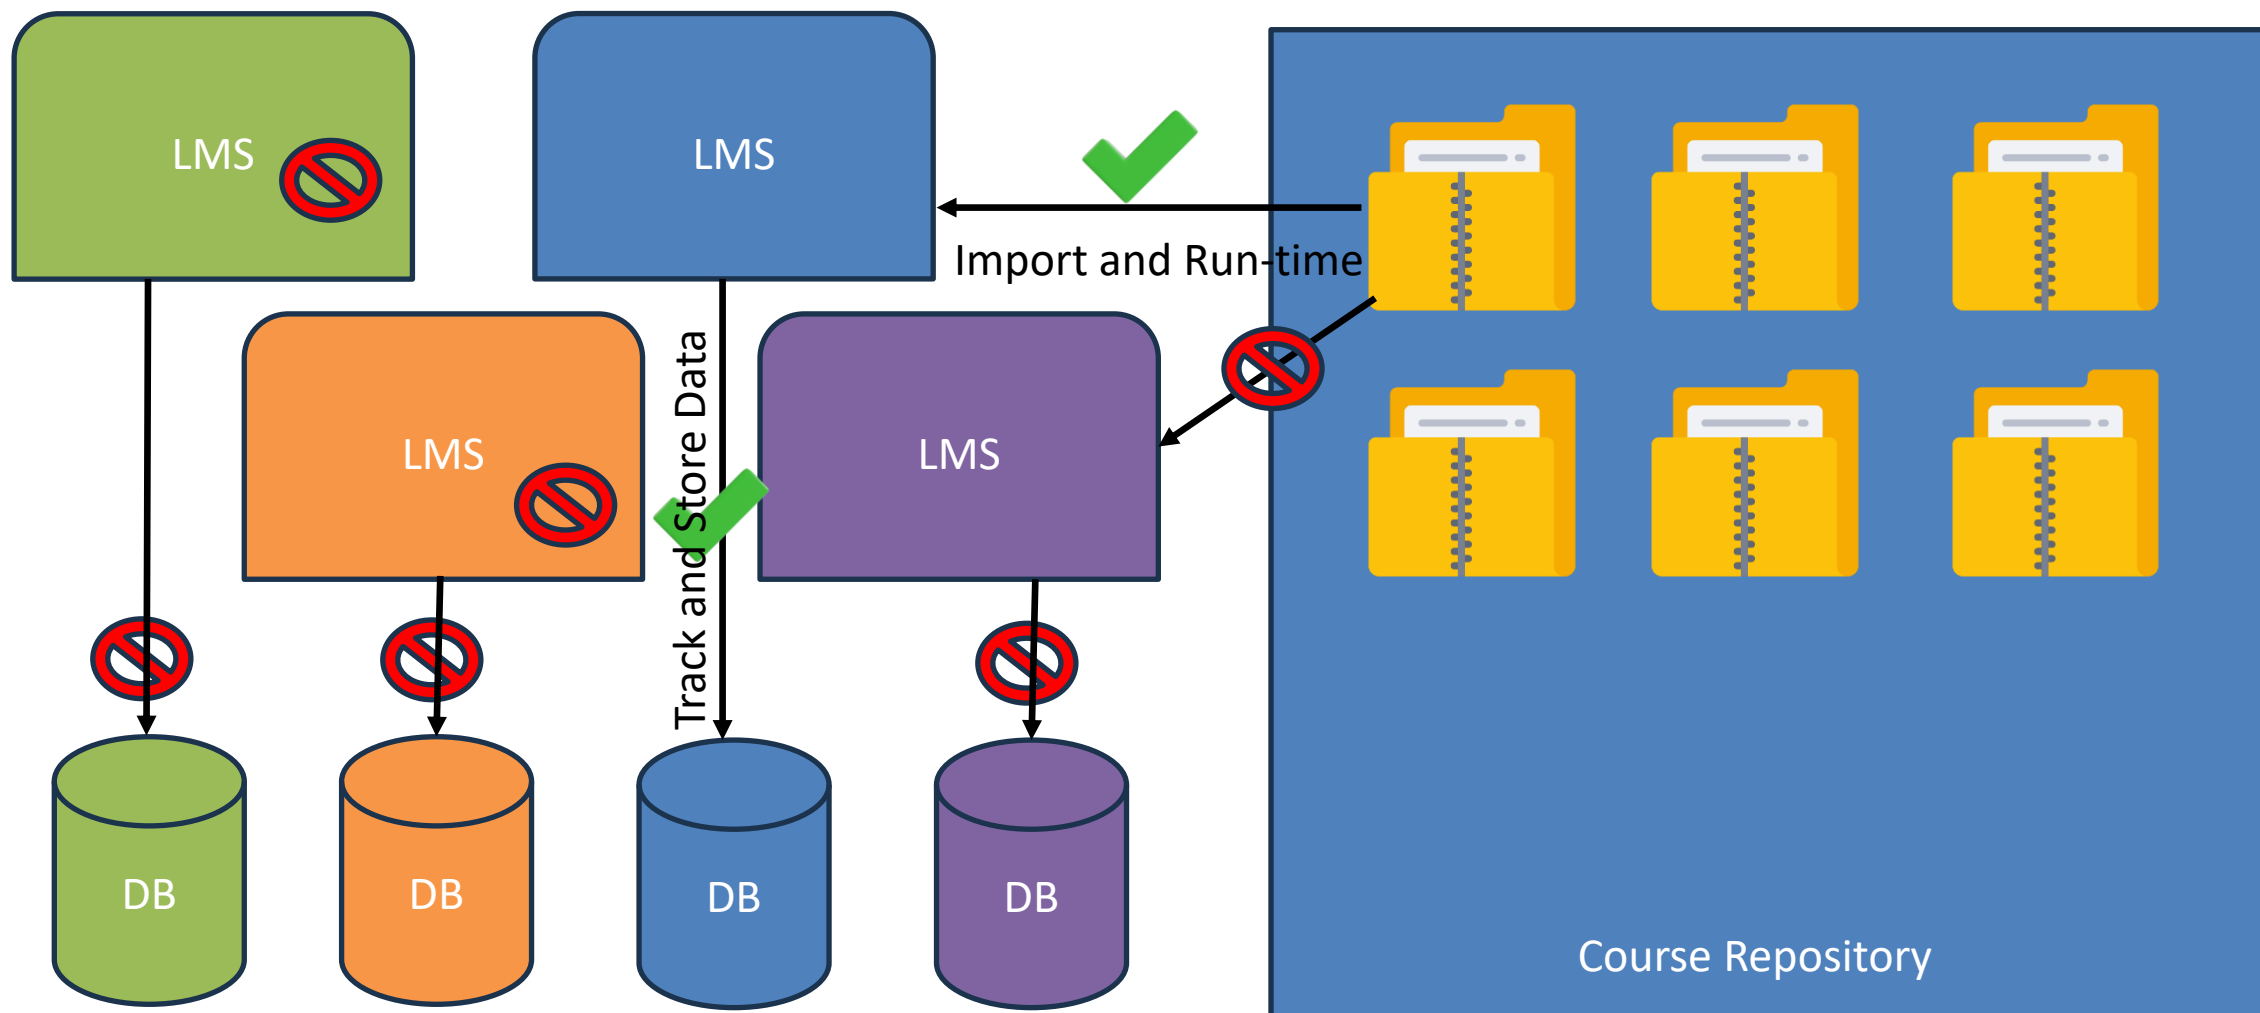 LMS
LMS
Import and Run-time
LMS
Track and Store Data
LMS
DB
DB
DB
DB
Course Repository